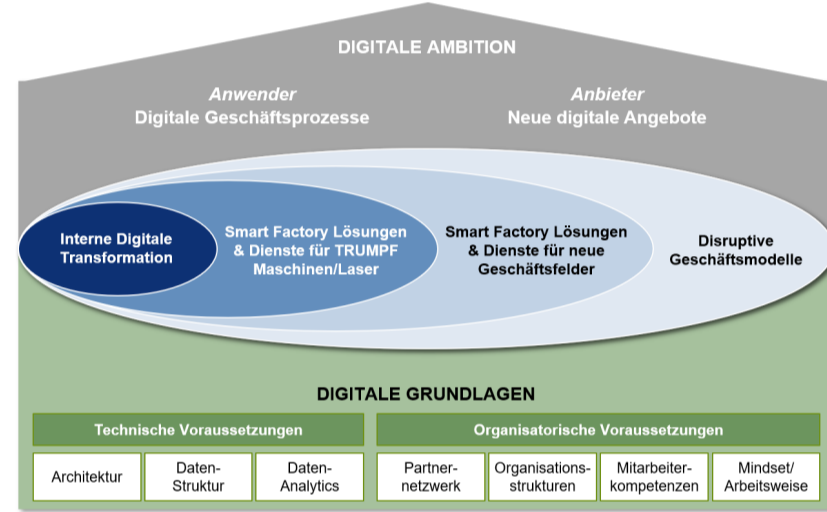 DIGITALE AMBITION
Anwender
Digitale Geschäftsprozesse
Anbieter
Neue digitale Angebote
Interne Digitale
Transformation
Smart Factory Lösungen
& Dienste für TRUMPF
Maschinen/Laser
Smart Factory Lösungen
& Dienste für neue
Geschäftsfelder
Disruptive
Geschäftsmodelle
DIGITALE GRUNDLAGEN
Technische Voraussetzungen
Organisatorische Voraussetzungen
Architektur
Daten-
Struktur
Daten-
Analytics
Partner-
netzwerk
Organisations-
strukturen
Mitarbeiter-
kompetenzen
Mindset/
Arbeitsweise